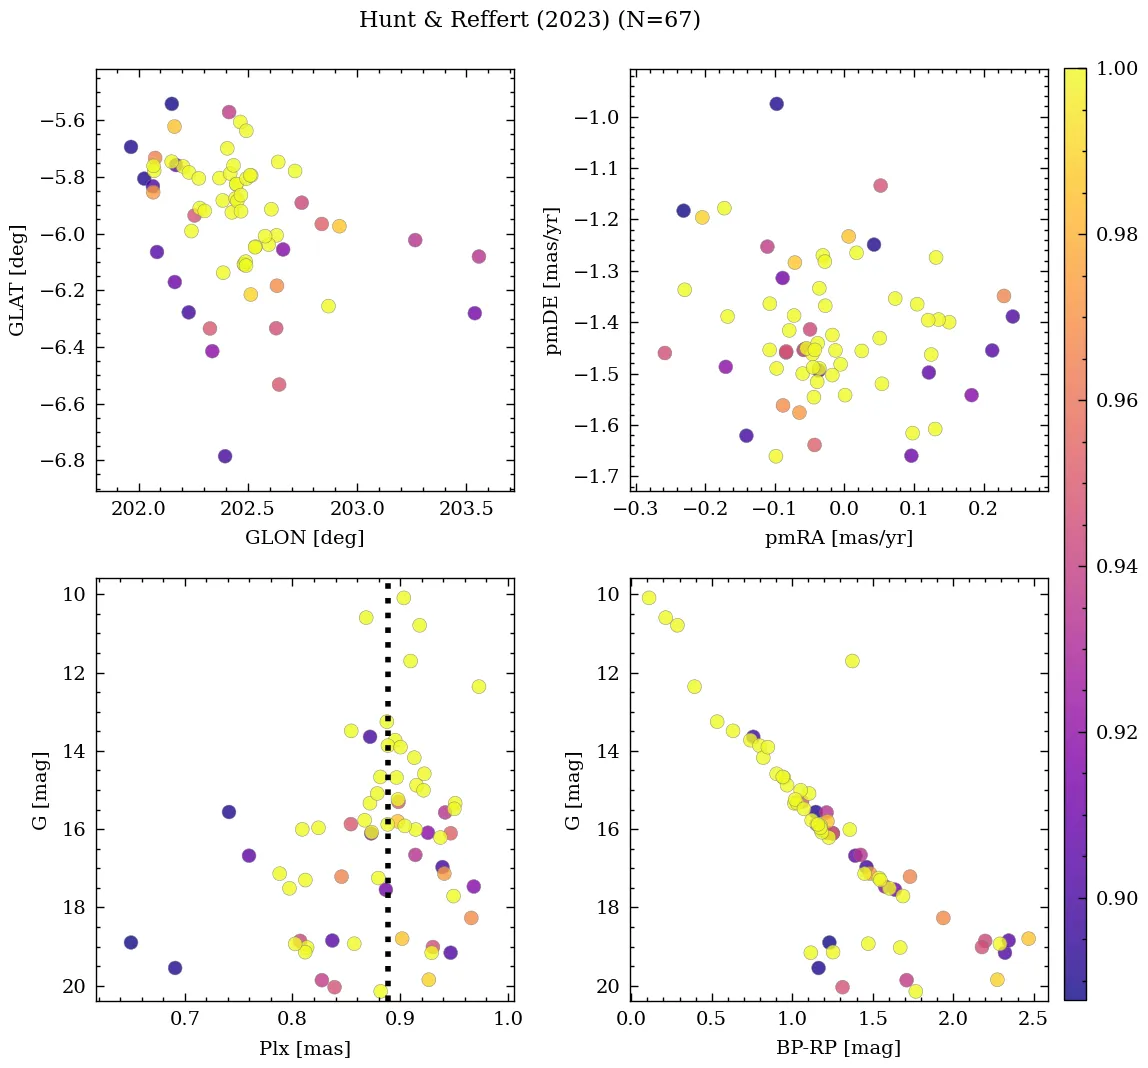 Hunt & Reffert (2023) (N=67)
−5.6
−5.8
−6.0
−6.2
−6.4
−6.6
−6.8
GLAT [deg]
202.0 202.5 203.0 203.5
GLON [deg]
−1.0
−1.1
−1.2
−1.3
−1.4
−1.5
−1.6
−1.7
pmDE [mas/yr]
−0.3 −0.2 −0.1 0.0 0.1 0.2
pmRA [mas/yr]
10
12
14
16
18
20
G [mag]
0.7 0.8 0.9 1.0
Plx [mas]
10
12
14
16
18
20
G [mag]
0.0 0.5 1.0 1.5 2.0 2.5
BP-RP [mag]
1.00
0.98
0.96
0.94
0.92
0.90